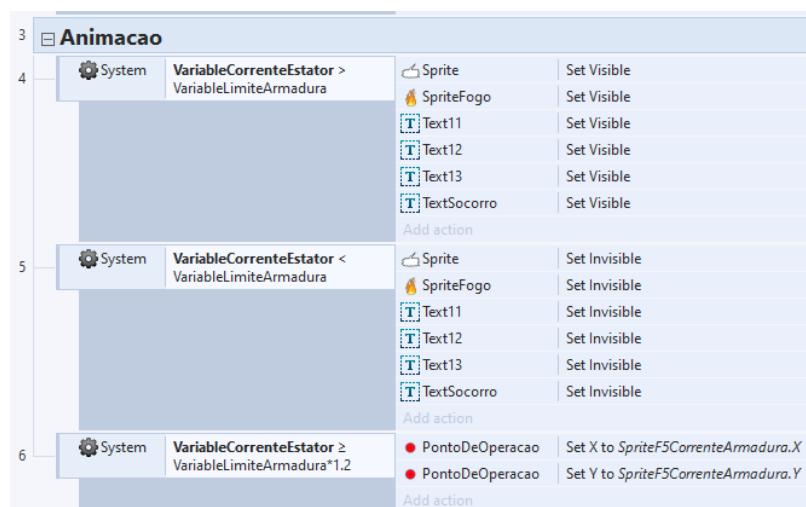 3 Animacao
4 System VariableCorrenteEstator > Sprite Set Visible
VariableLimiteArmadura SpriteFogo Set Visible
Text11 Set Visible
Text12 Set Visible
Text13 Set Visible
TextSocorro Set Visible
Add action
5 System VariableCorrenteEstator < Sprite Set Invisible
VariableLimiteArmadura SpriteFogo Set Invisible
Text11 Set Invisible
Text12 Set Invisible
Text13 Set Invisible
TextSocorro Set Invisible
Add action
6 System VariableCorrenteEstator ≥ PontoDeOperacao Set X to SpriteF5CorrenteArmadura.X
VariableLimiteArmadura*1.2 PontoDeOperacao Set Y to SpriteF5CorrenteArmadura.Y
Add action